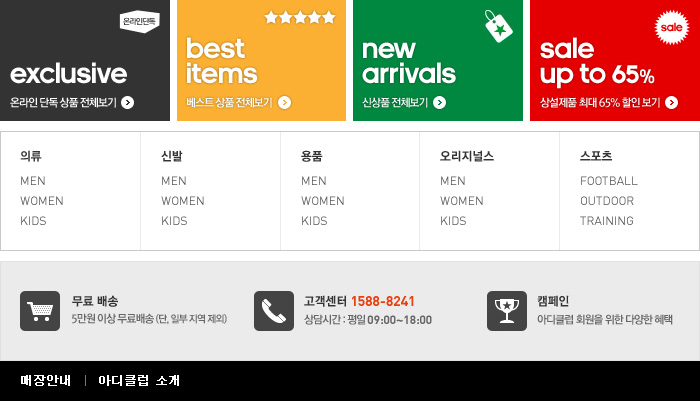 온라인단독
exclusive
온라인 단독 상품 전체보기
best
items
베스트 상품 전체보기
new
arrivals
신상품 전체보기
sale
sale
up to 65%
상설제품 최대 65% 할인 보기
의류
MEN
WOMEN
KIDS
신발
MEN
WOMEN
KIDS
용품
MEN
WOMEN
KIDS
오리지널스
MEN
WOMEN
KIDS
스포츠
FOOTBALL
OUTDOOR
TRAINING
무료 배송
5만원 이상 무료배송 (단, 일부 지역 제외)
고객센터 1588-8241
상담시간 : 평일 09:00~18:00
캠페인
아디클럽 회원을 위한 다양한 혜택
매장안내 | 아디클럽 소개